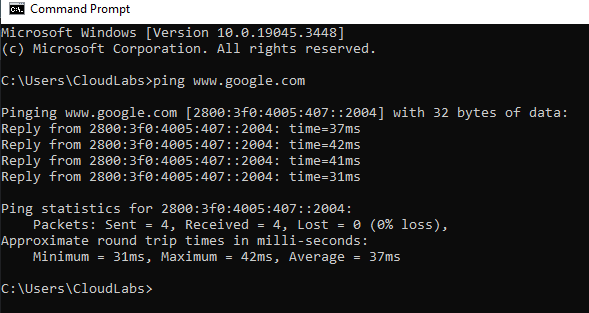 Command Prompt
Microsoft Windows [Version 10.0.19045.3448]
(c) Microsoft Corporation. All rights reserved.
C:\Users\CloudLabs>ping www.google.com
Pinging www.google.com [2800:3f0:4005:407::2004] with 32 bytes of data:
Reply from 2800:3f0:4005:407::2004: time=37ms
Reply from 2800:3f0:4005:407::2004: time=42ms
Reply from 2800:3f0:4005:407::2004: time=41ms
Reply from 2800:3f0:4005:407::2004: time=31ms
Ping statistics for 2800:3f0:4005:407::2004:
    Packets: Sent = 4, Received = 4, Lost = 0 (0% loss),
Approximate round trip times in milli-seconds:
    Minimum = 31ms, Maximum = 42ms, Average = 37ms
C:\Users\CloudLabs>